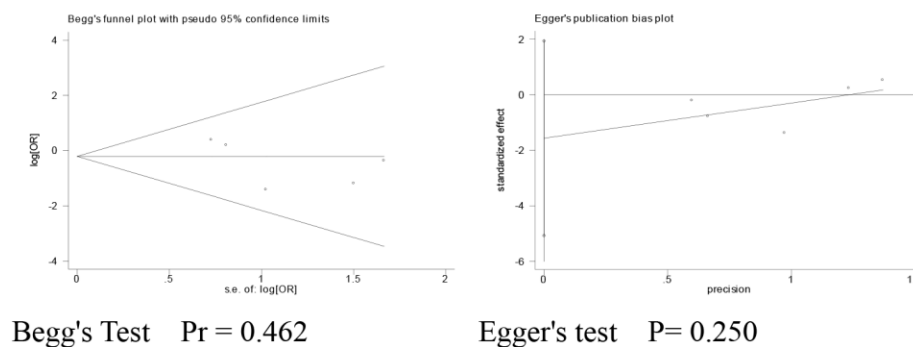 Begg's funnel plot with pseudo 95% confidence limits
4
2
0
-2
-4
log[OR]
0 .5 1 1.5 2
s.e. of: log[OR]
Begg's Test Pr = 0.462
Egger's publication bias plot
2
0
-2
-4
-6
standardized effect
0 1 1
precision
Egger's test P= 0.250